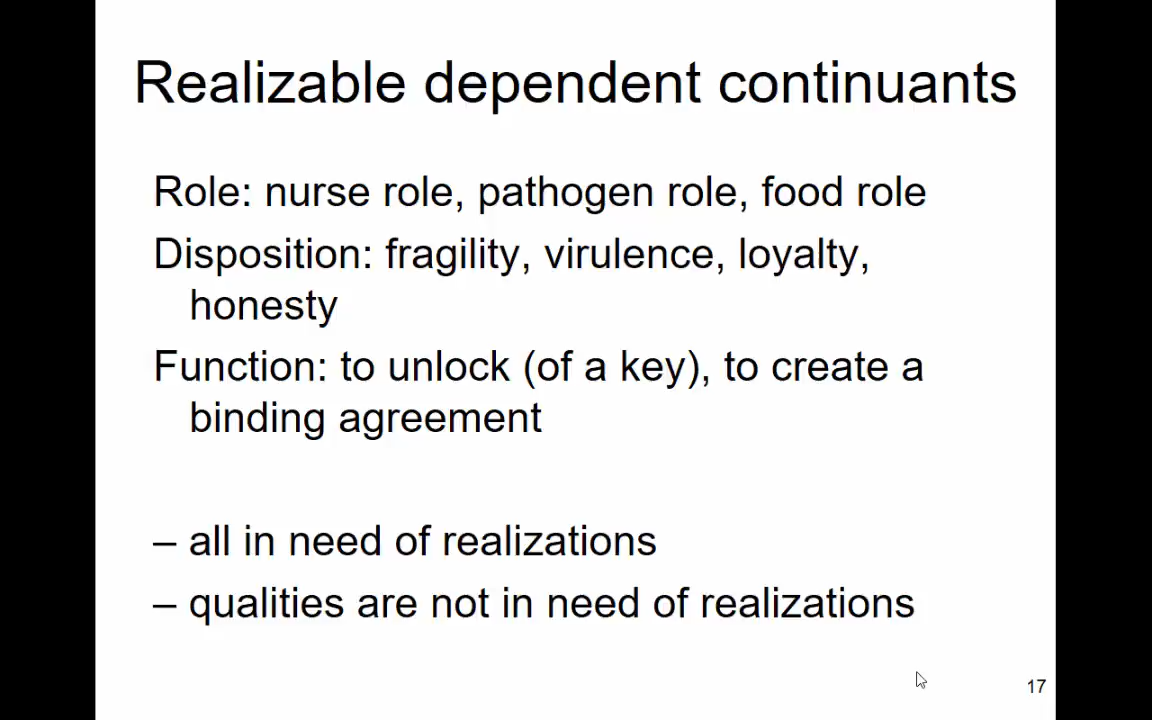 Realizable dependent continuants
Role: nurse role, pathogen role, food role
Disposition: fragility, virulence, loyalty,
honesty
Function: to unlock (of a key), to create a
binding agreement
– all in need of realizations
– qualities are not in need of realizations
17